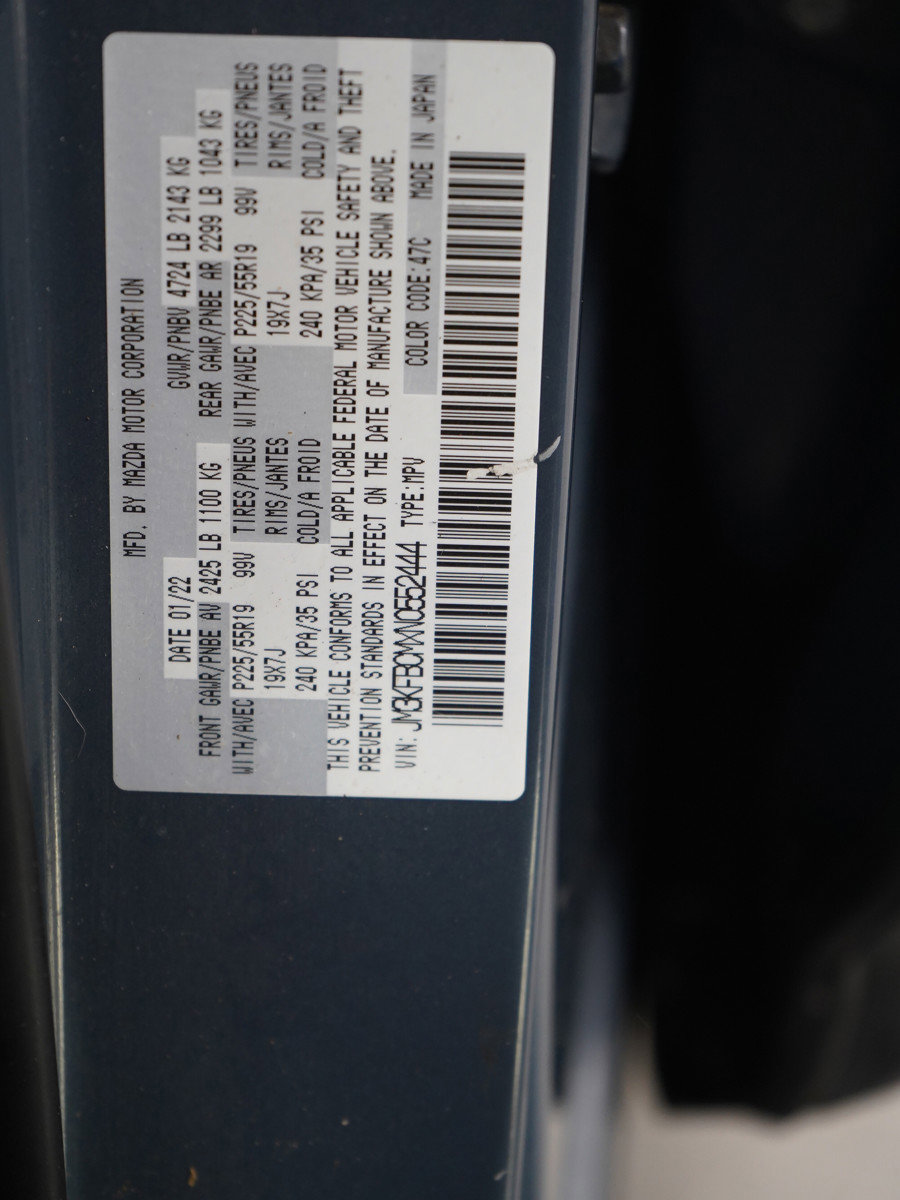 MFD. BY MAZDA MOTOR CORPORATION
DATE 01/22 GVWR/PNBV 4724 LB 2143 KG
FRONT GAWR/PNBE AV 2425 LB 1100 KG REAR GAWR/PNBE AR 2299 LB 1043 KG
WITH/AVEC P225/55R19 99V TIRES/PNEUS WITH/AVEC P225/55R19 99V TIRES/PNEUS
19X7J RIMS/JANTES 19X7J RIMS/JANTES
240 KPA/35 PSI COLD/A FROID 240 KPA/35 PSI COLD/A FROID
THIS VEHICLE CONFORMS TO ALL APPLICABLE FEDERAL MOTOR VEHICLE SAFETY AND THEFT
PREVENTION STANDARDS IN EFFECT ON THE DATE OF MANUFACTURE SHOWN ABOVE.
VIN: JM3KFBCMXN0552444 TYPE:MPV COLOR CODE:47C MADE IN JAPAN